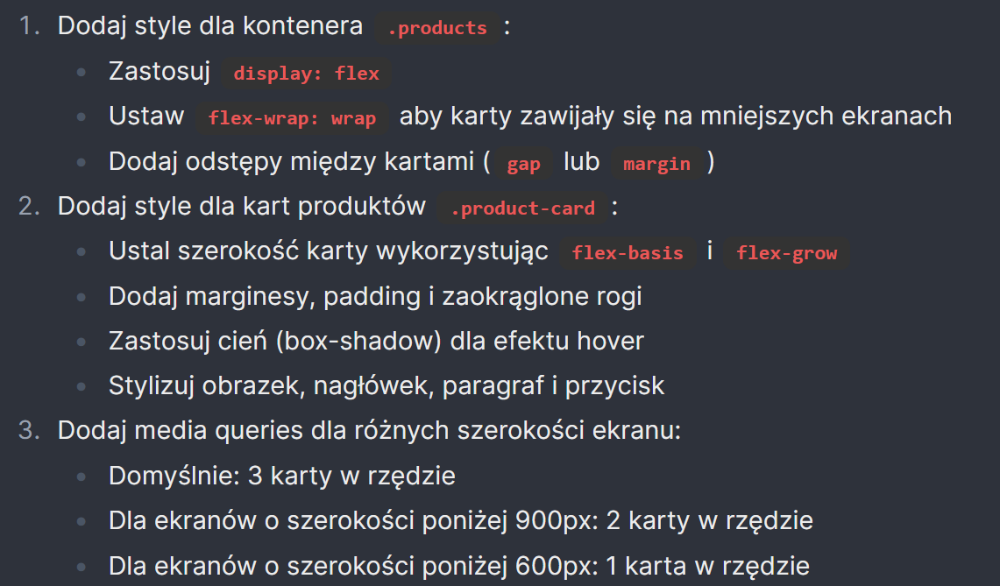 1. Dodaj style dla kontenera .products :
Zastosuj display: flex
Ustaw flex-wrap: wrap aby karty zawijały się na mniejszych ekranach
Dodaj odstępy między kartami ( gap lub margin )
2. Dodaj style dla kart produktów .product-card :
Ustal szerokość karty wykorzystując flex-basis i flex-grow
Dodaj marginesy, padding i zaokrąglone rogi
Zastosuj cień (box-shadow) dla efektu hover
Stylizuj obrazek, nagłówek, paragraf i przycisk
3. Dodaj media queries dla różnych szerokości ekranu:
Domyślnie: 3 karty w rzędzie
Dla ekranów o szerokości poniżej 900px: 2 karty w rzędzie
Dla ekranów o szerokości poniżej 600px: 1 karta w rzędzie